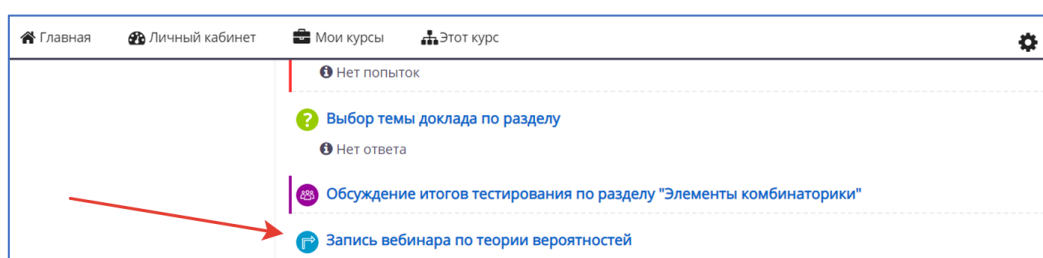 Главная Личный кабинет Мои курсы Этот курс
Нет попыток
Выбор темы доклада по разделу
Нет ответа
Обсуждение итогов тестирования по разделу "Элементы комбинаторики"
Запись вебинара по теории вероятностей